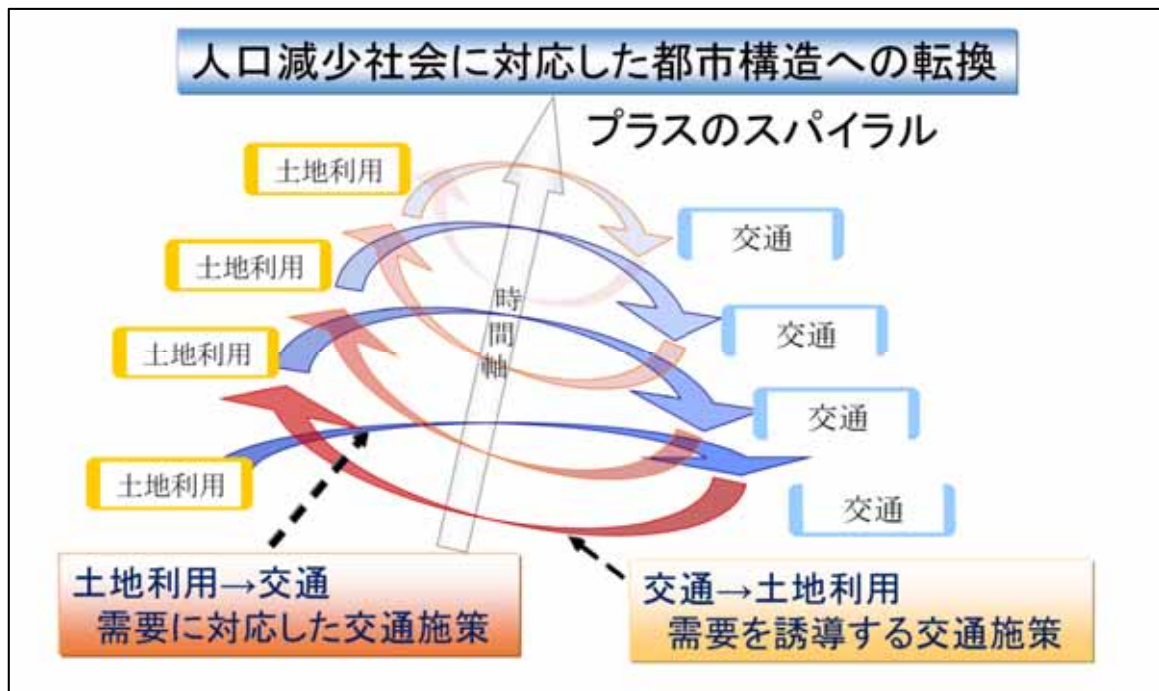 人口減少社会に対応した都市構造への転換
プラスのスパイラル
土地利用
交通
土地利用
時間軸
交通
土地利用
交通
土地利用
交通
土地利用→交通
需要に対応した交通施策
交通→土地利用
需要を誘導する交通施策